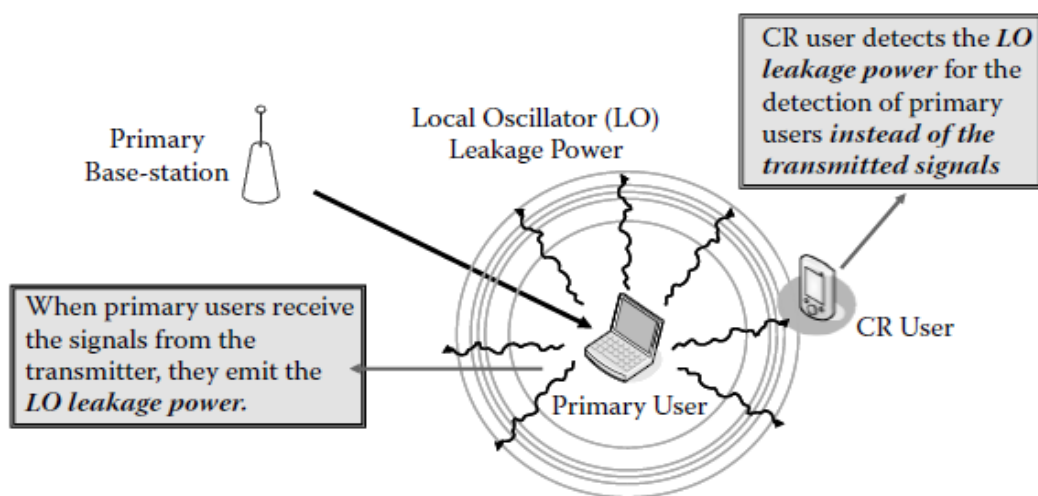 CR user detects the LO
leakage power for the
detection of primary
users instead of the
transmitted signals
Local Oscillator (LO)
Leakage Power
Primary
Base-station
When primary users receive
the signals from the
transmitter, they emit the
LO leakage power.
CR User
Primary User